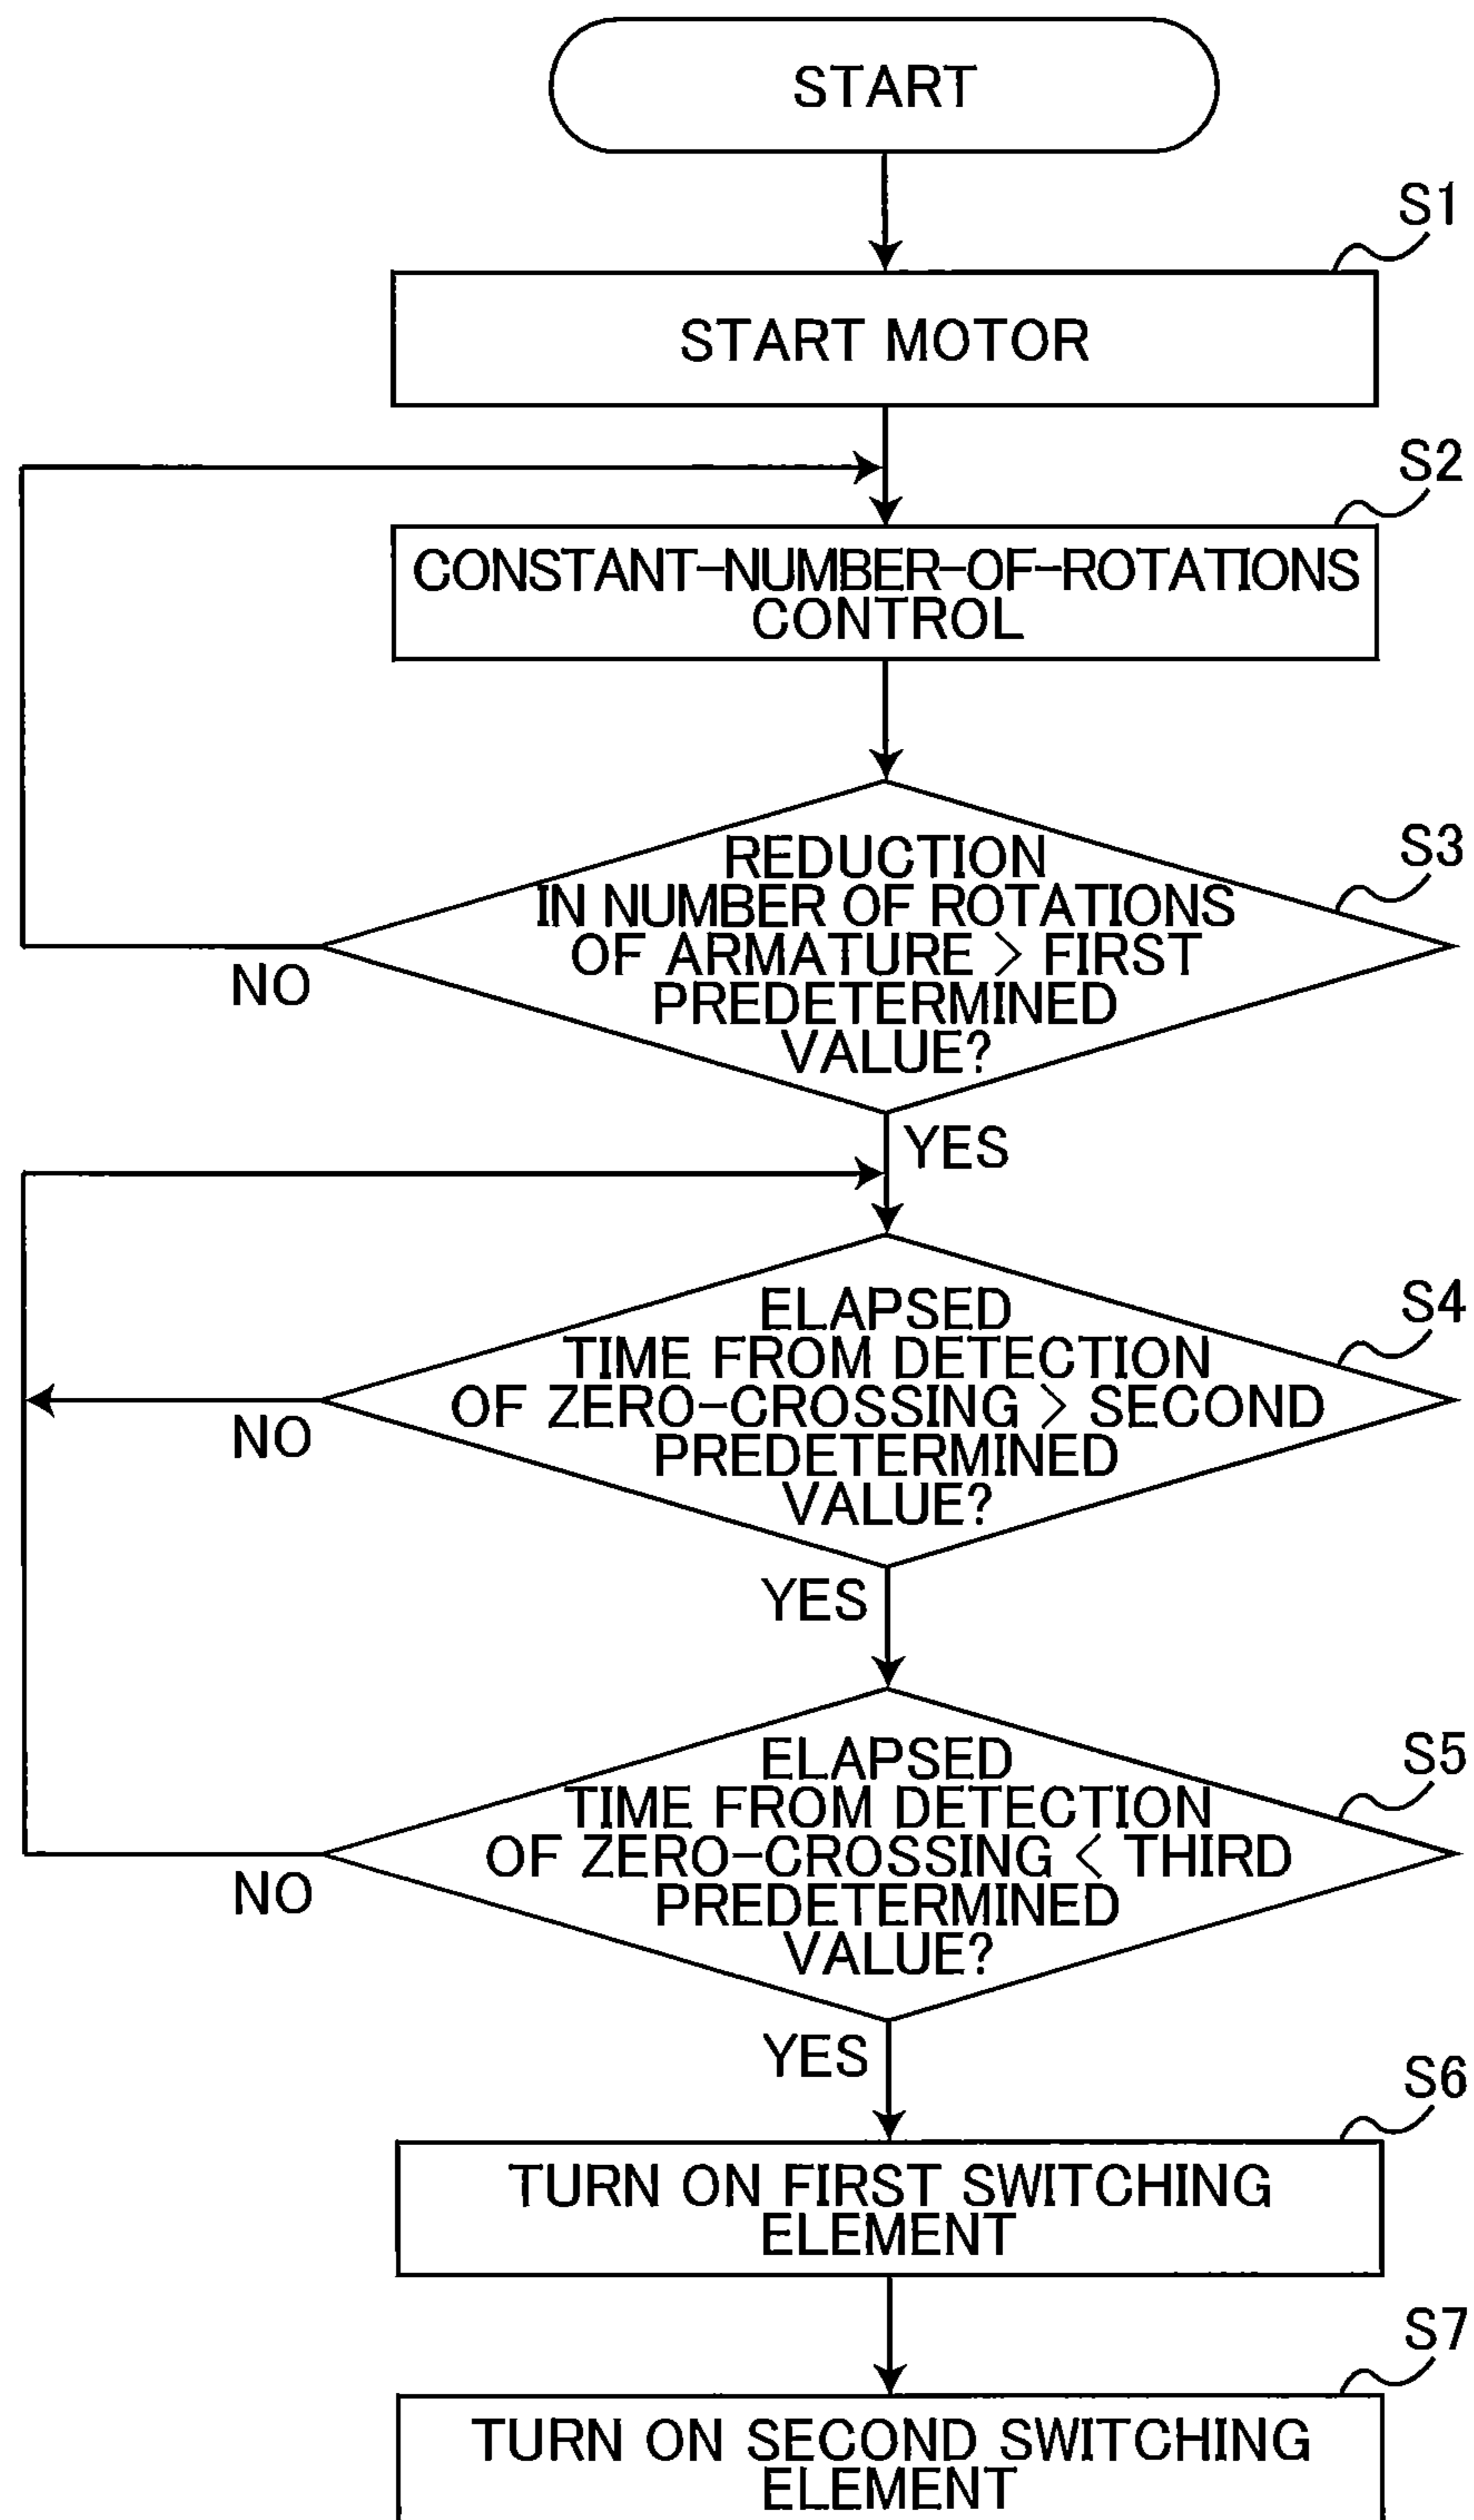 START
S1
START MOTOR
S2
CONSTANT-NUMBER-OF-ROTATIONS
CONTROL
S3
REDUCTION
IN NUMBER OF ROTATIONS
OF ARMATURE > FIRST
PREDETERMINED
VALUE?
NO
YES
S4
ELAPSED
TIME FROM DETECTION
OF ZERO-CROSSING > SECOND
PREDETERMINED
VALUE?
NO
YES
S5
ELAPSED
TIME FROM DETECTION
OF ZERO-CROSSING < THIRD
PREDETERMINED
VALUE?
NO
YES
S6
TURN ON FIRST SWITCHING
ELEMENT
S7
TURN ON SECOND SWITCHING
ELEMENT